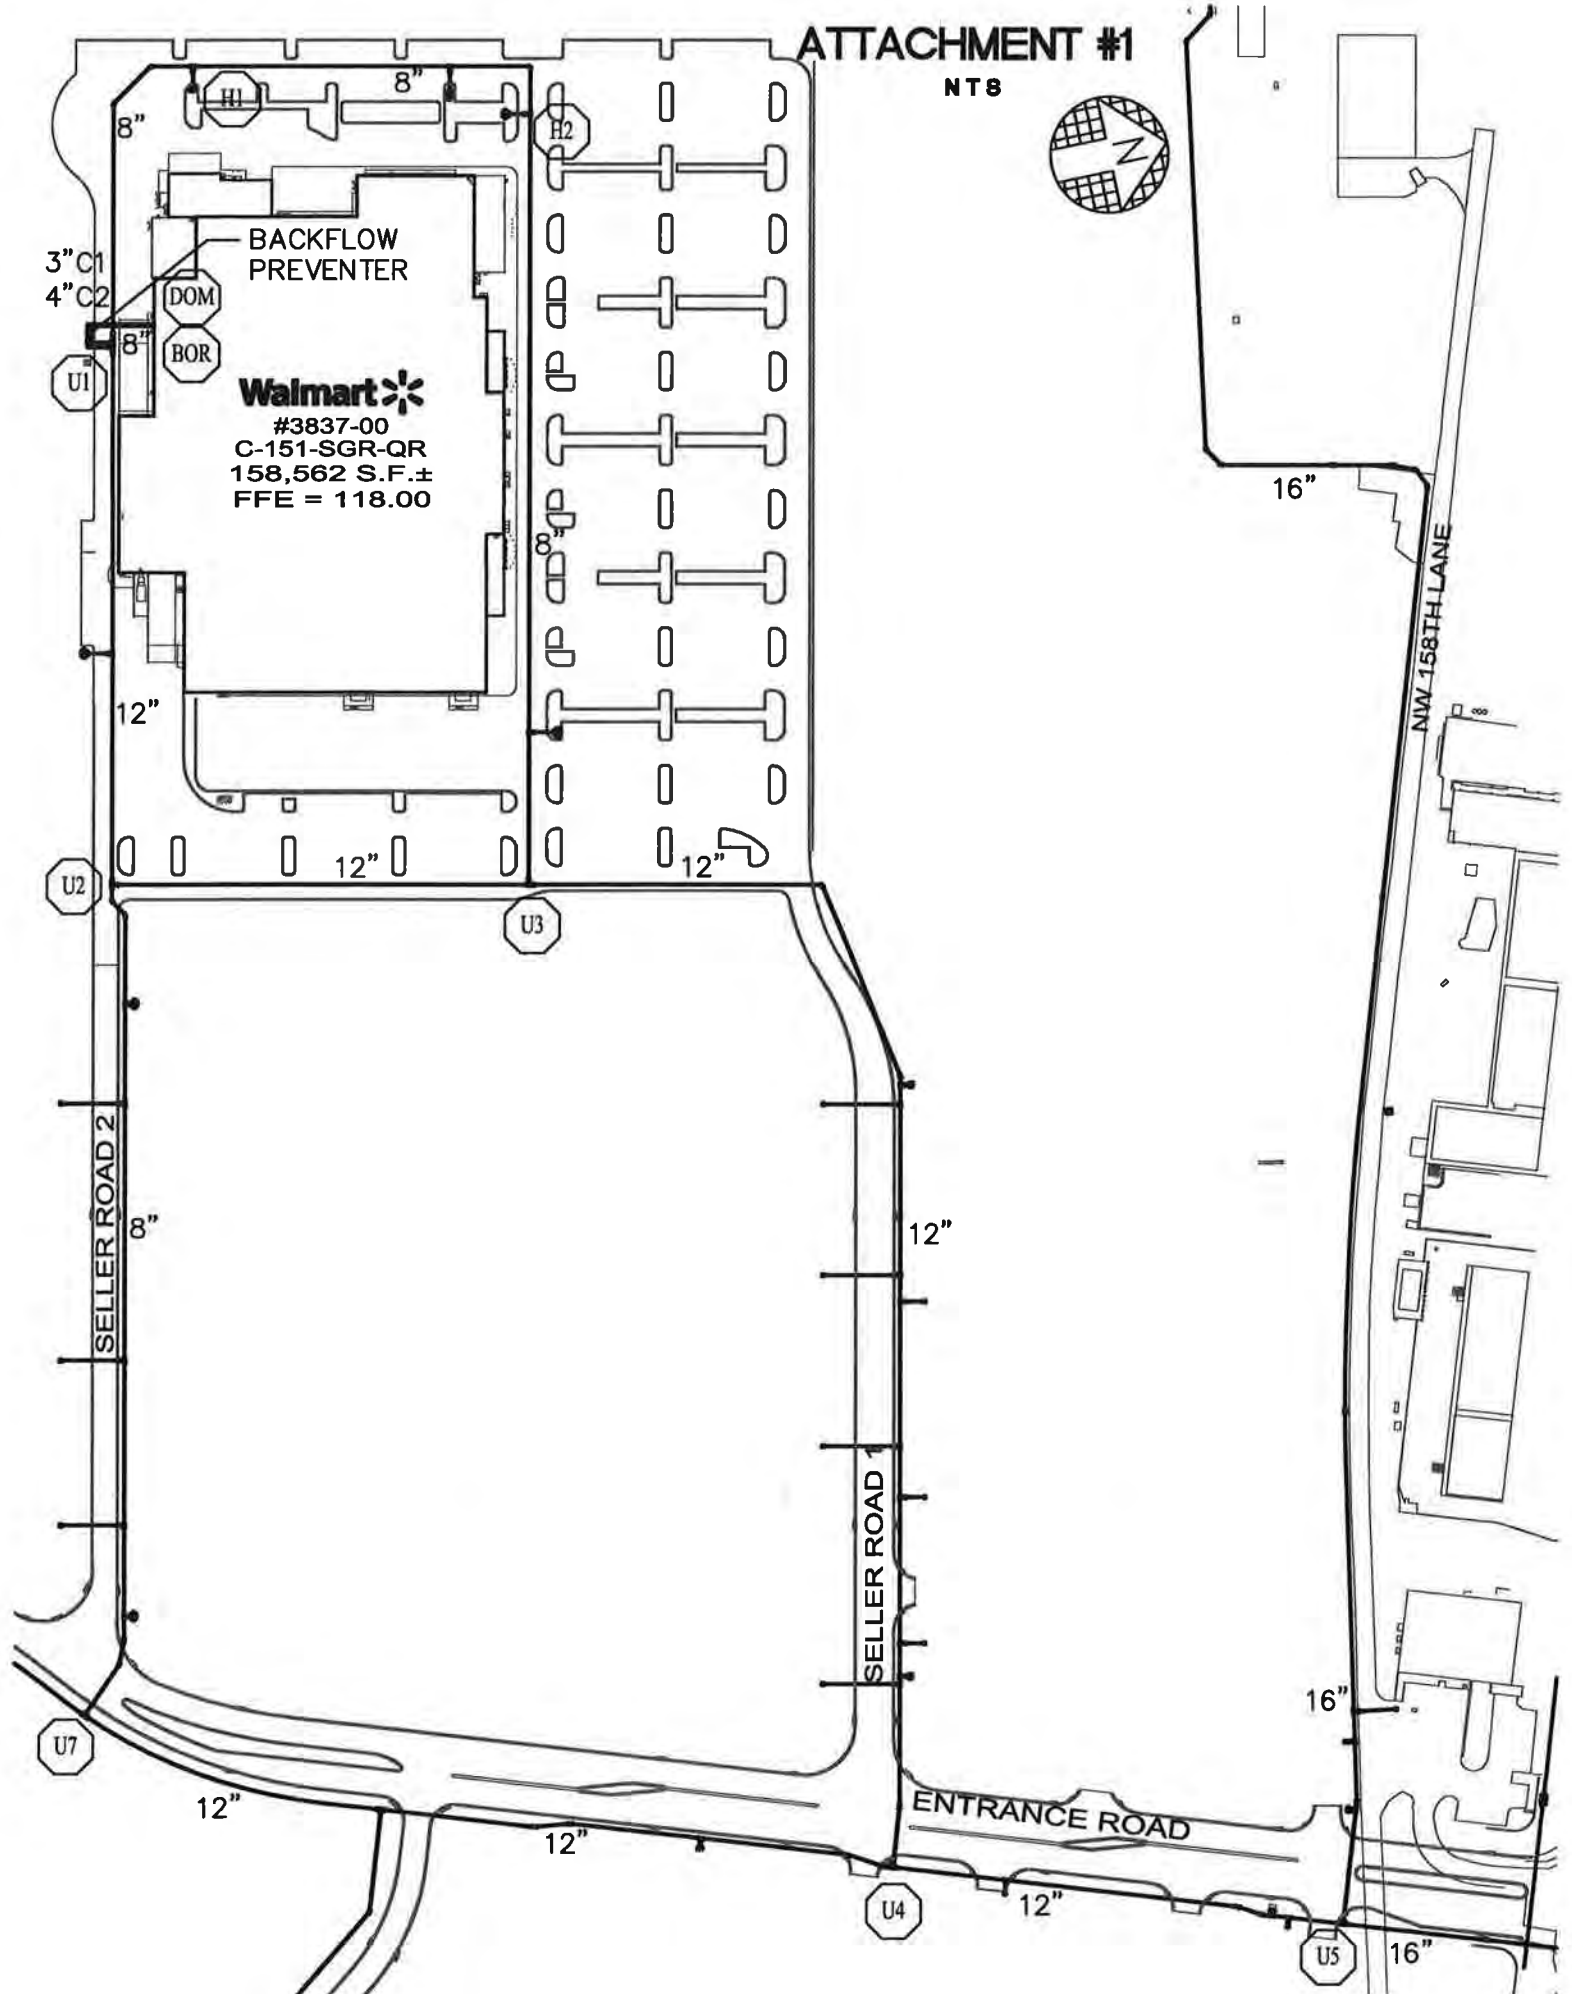 ATTACHMENT #1
NTS
N
8"
H1
8"
H2
BACKFLOW
PREVENTER
3" C1
4" C2
DOM
8"
BOR
U1
Walmart
#3837-00
C-151-SGR-QR
158,562 S.F.±
FFE = 118.00
16"
8"
NW 158TH LANE
12"
12"
12"
U2
U3
SELLER ROAD 2
8"
12"
SELLER ROAD 1
16"
U7
12"
12"
ENTRANCE ROAD
12"
U4
U5
16"